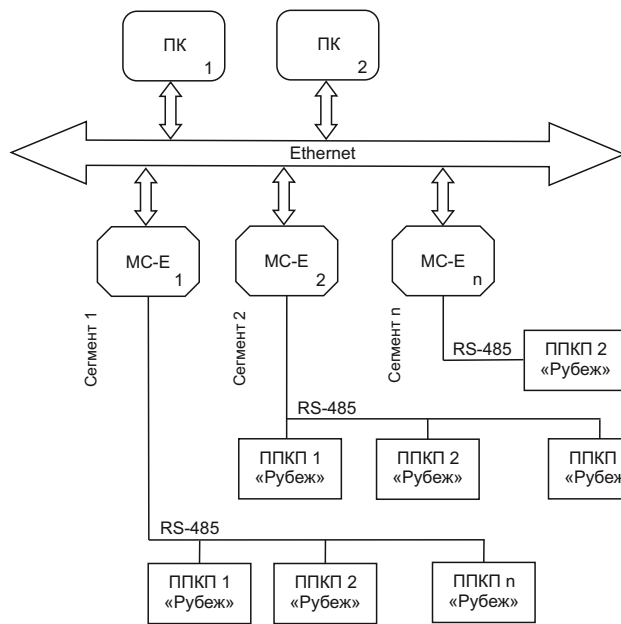 ПК
1
ПК
2
Ethernet
МС-Е
1
МС-Е
2
МС-Е
n
Сегмент 1
Сегмент 2
Сегмент n
RS-485
ППКП 2
«Рубеж»
RS-485
ППКП 1
«Рубеж»
ППКП 2
«Рубеж»
ППКП
RS-485
ППКП 1
«Рубеж»
ППКП 2
«Рубеж»
ППКП n
«Рубеж»